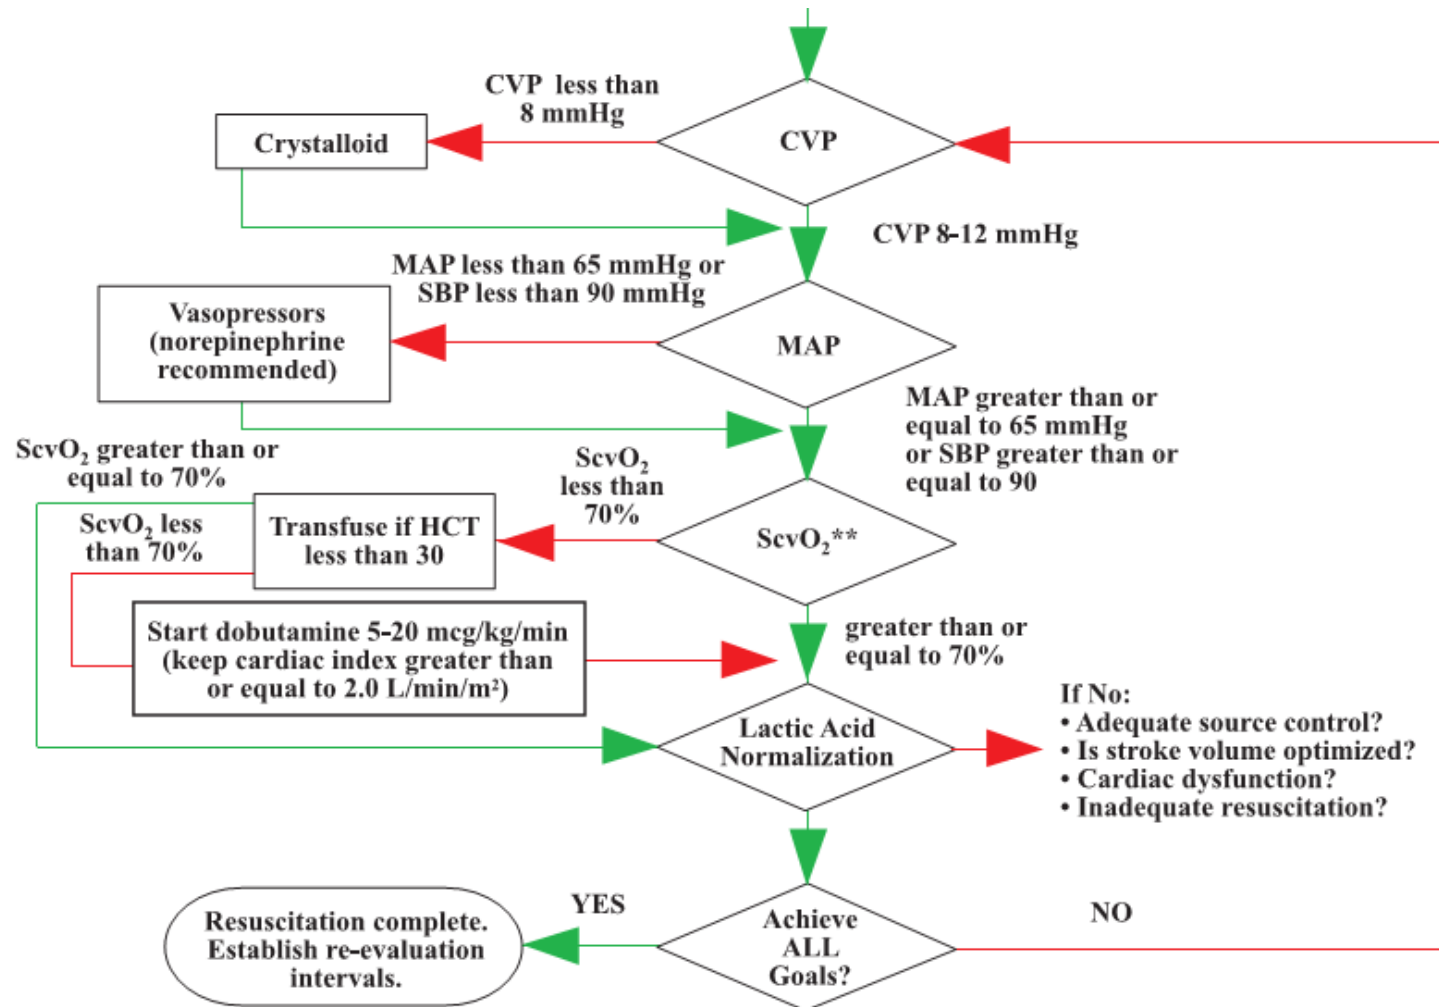 CVP less than
8 mmHg
Crystalloid
CVP
CVP 8-12 mmHg
MAP less than 65 mmHg or
SBP less than 90 mmHg
Vasopressors
(norepinephrine
recommended)
MAP
MAP greater than or
equal to 65 mmHg
or SBP greater than or
equal to 90
ScvO₂ greater than or
equal to 70%
ScvO₂
less than
70%
ScvO₂ less
than 70%
Transfuse if HCT
less than 30
ScvO₂**
Start dobutamine 5-20 mcg/kg/min
(keep cardiac index greater than
or equal to 2.0 L/min/m²)
greater than or
equal to 70%
Lactic Acid
Normalization
If No:
• Adequate source control?
• Is stroke volume optimized?
• Cardiac dysfunction?
• Inadequate resuscitation?
Resuscitation complete.
Establish re-evaluation
intervals.
YES
Achieve
ALL
Goals?
NO